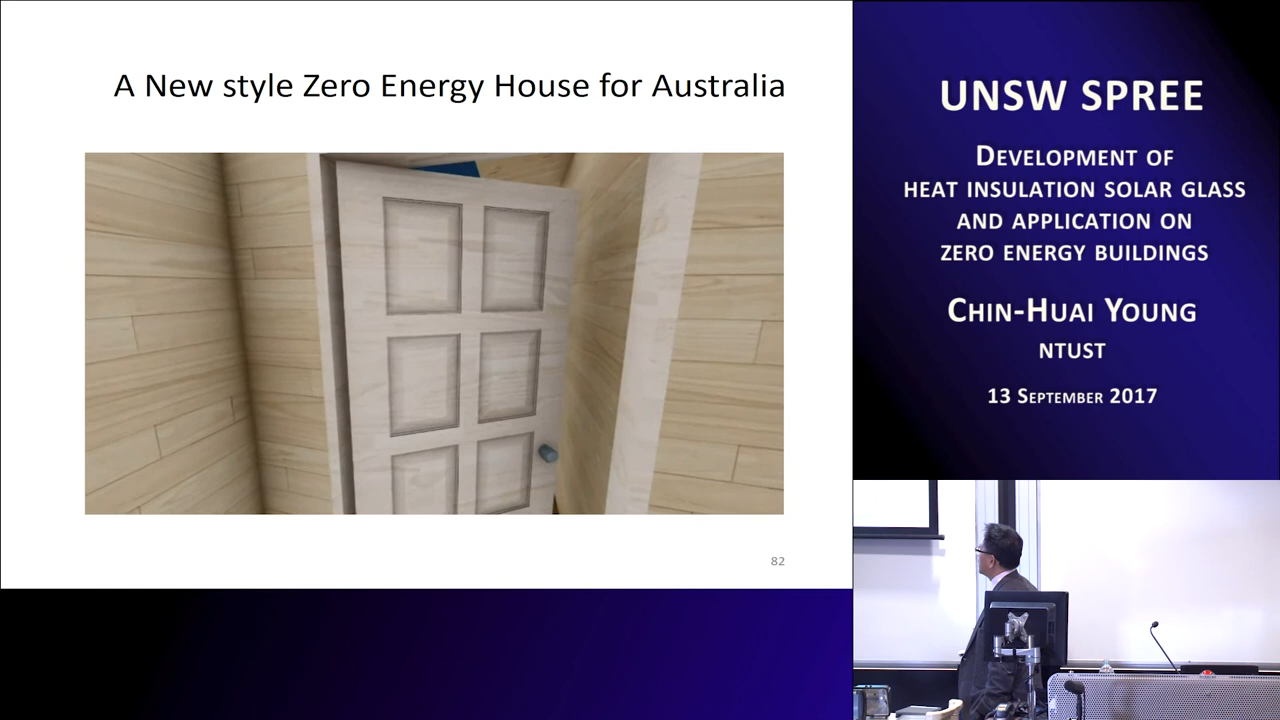 A New style Zero Energy House for Australia
82
UNSW SPREE
DEVELOPMENT OF
HEAT INSULATION SOLAR GLASS
AND APPLICATION ON
ZERO ENERGY BUILDINGS
CHIN-HUAI YOUNG
NTUST
13 SEPTEMBER 2017